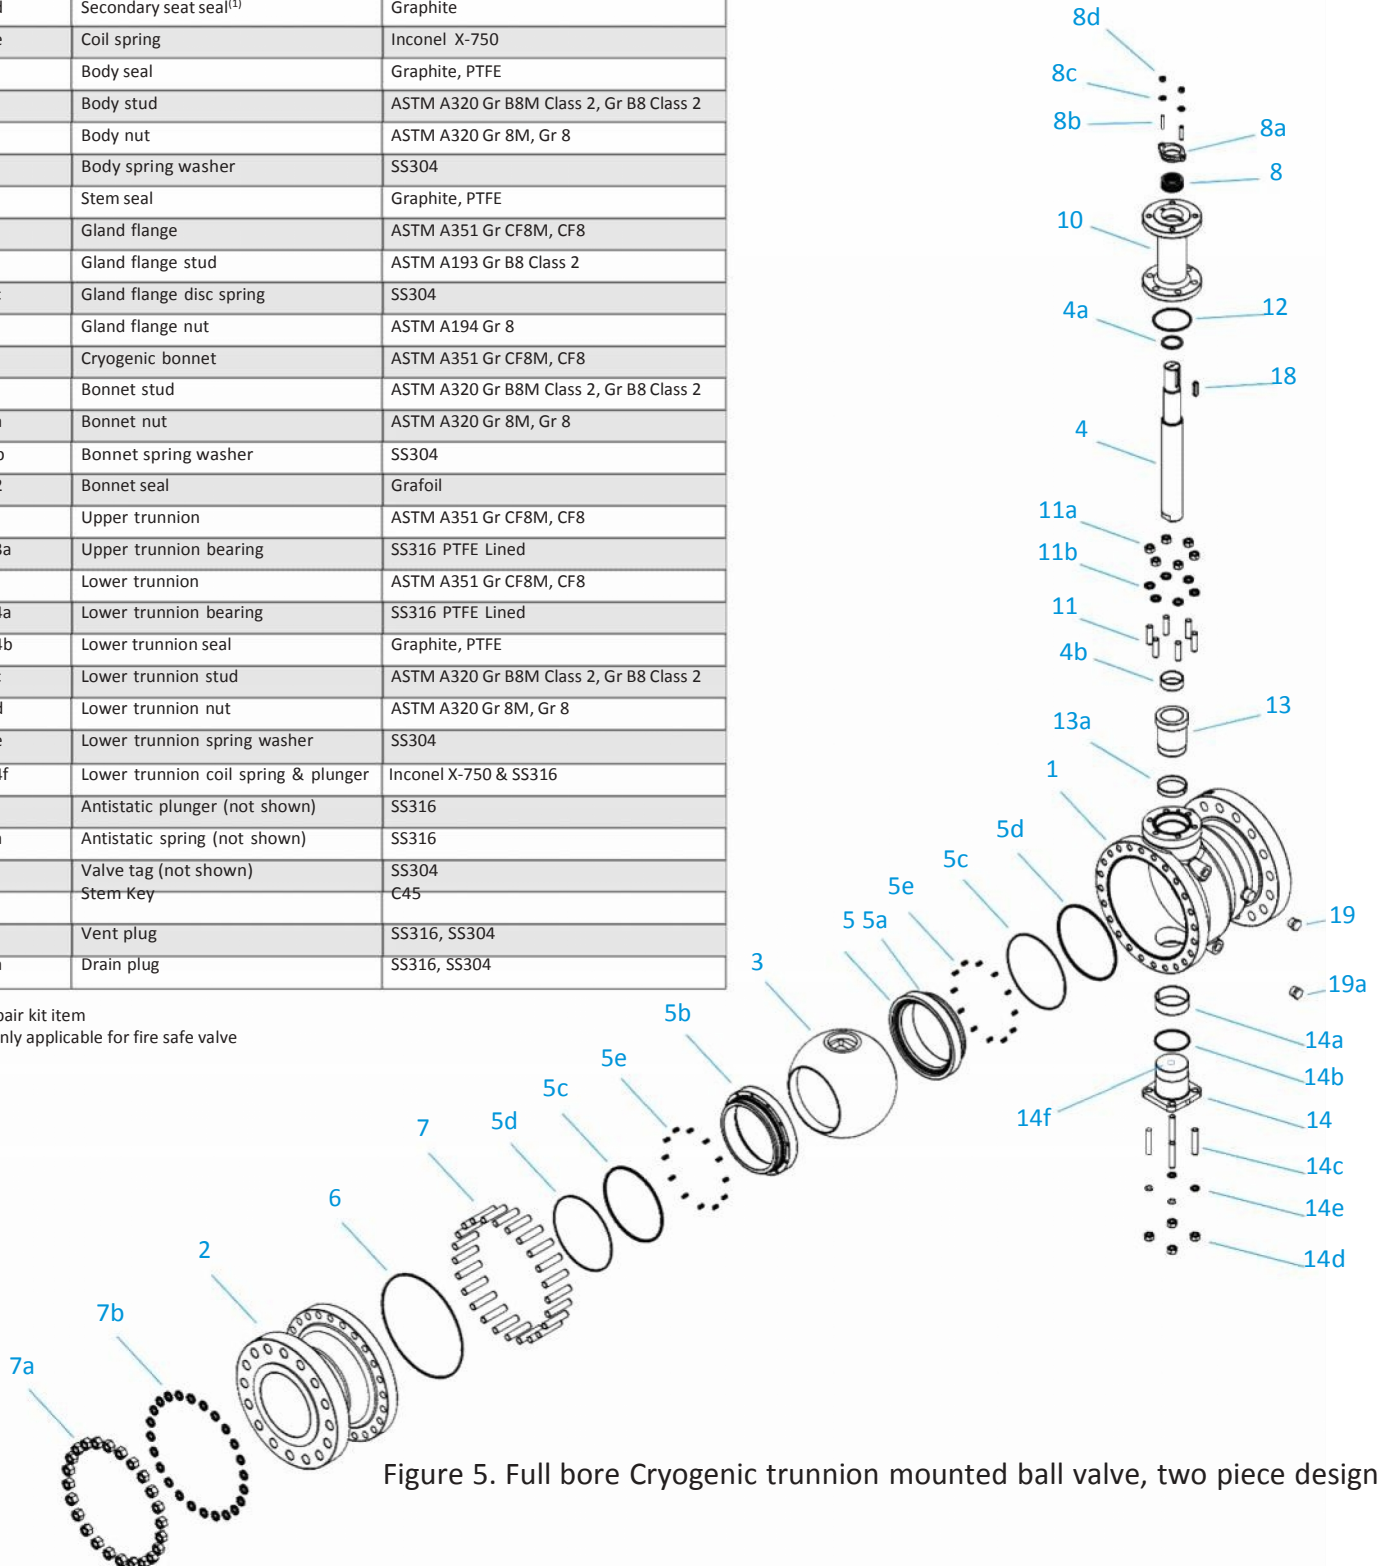 d Secondary seat seal(1) Graphite
e Coil spring Inconel X-750
Body seal Graphite, PTFE
Body stud ASTM A320 Gr B8M Class 2, Gr B8 Class 2
Body nut ASTM A320 Gr 8M, Gr 8
Body spring washer SS304
Stem seal Graphite, PTFE
Gland flange ASTM A351 Gr CF8M, CF8
Gland flange stud ASTM A193 Gr B8 Class 2
c Gland flange disc spring SS304
Gland flange nut ASTM A194 Gr 8
Cryogenic bonnet ASTM A351 Gr CF8M, CF8
Bonnet stud ASTM A320 Gr B8M Class 2, Gr B8 Class 2
a Bonnet nut ASTM A320 Gr 8M, Gr 8
b Bonnet spring washer SS304
2 Bonnet seal Grafoil
Upper trunnion ASTM A351 Gr CF8M, CF8
3a Upper trunnion bearing SS316 PTFE Lined
Lower trunnion ASTM A351 Gr CF8M, CF8
4a Lower trunnion bearing SS316 PTFE Lined
4b Lower trunnion seal Graphite, PTFE
c Lower trunnion stud ASTM A320 Gr B8M Class 2, Gr B8 Class 2
d Lower trunnion nut ASTM A320 Gr 8M, Gr 8
e Lower trunnion spring washer SS304
4f Lower trunnion coil spring & plunger Inconel X-750 & SS316
Antistatic plunger (not shown) SS316
a Antistatic spring (not shown) SS316
Valve tag (not shown) SS304
Stem Key C45
Vent plug SS316, SS304
a Drain plug SS316, SS304
pair kit item
nly applicable for fire safe valve
8d
8c
8b
8a
8
10
4a
12
18
4
11a
11b
11
4b
13
13a
1
5d
5c
5e
5 5a
19
3
19a
5b
14a
5e
14b
5c
14f
14
5d
7
14c
6
14e
2
14d
7b
7a
Figure 5. Full bore Cryogenic trunnion mounted ball valve, two piece design